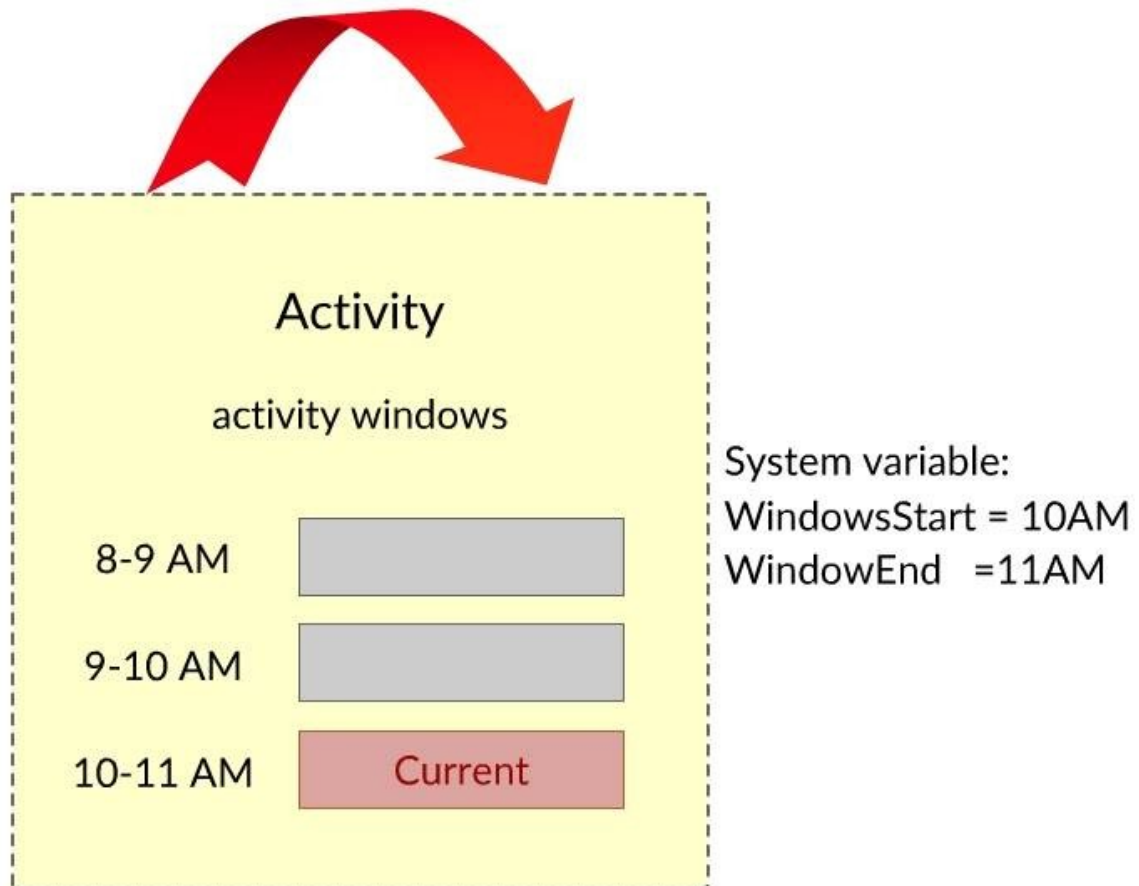 Activity
activity windows
8-9 AM
9-10 AM
10-11 AM Current
System variable:
WindowsStart = 10AM
WindowEnd =11AM